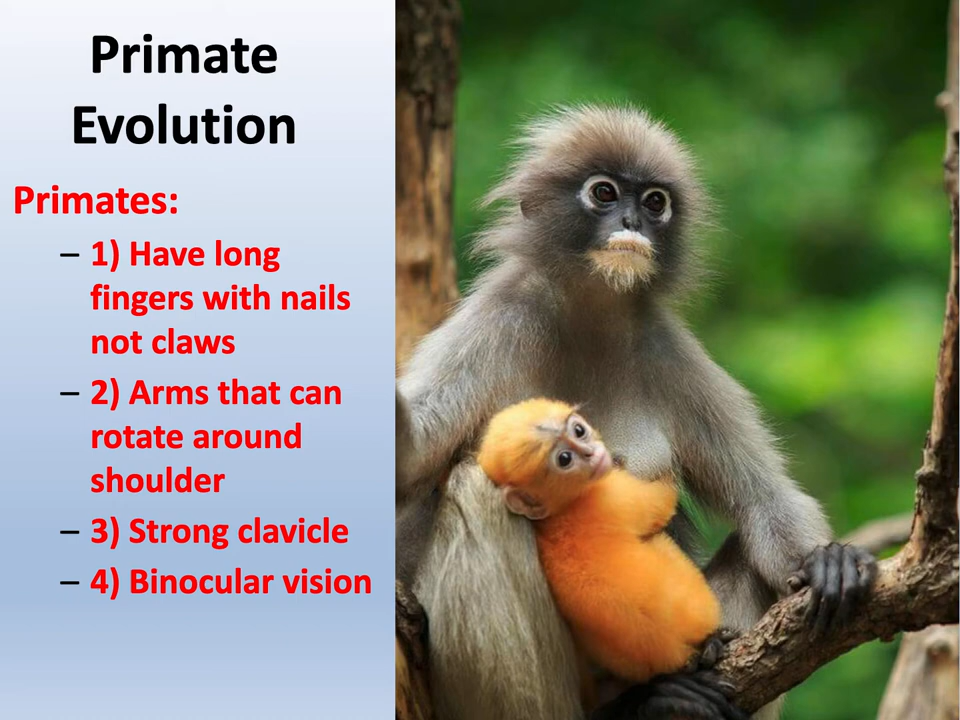 Primate
Evolution
Primates:
– 1) Have long
fingers with nails
not claws
– 2) Arms that can
rotate around
shoulder
– 3) Strong clavicle
– 4) Binocular vision